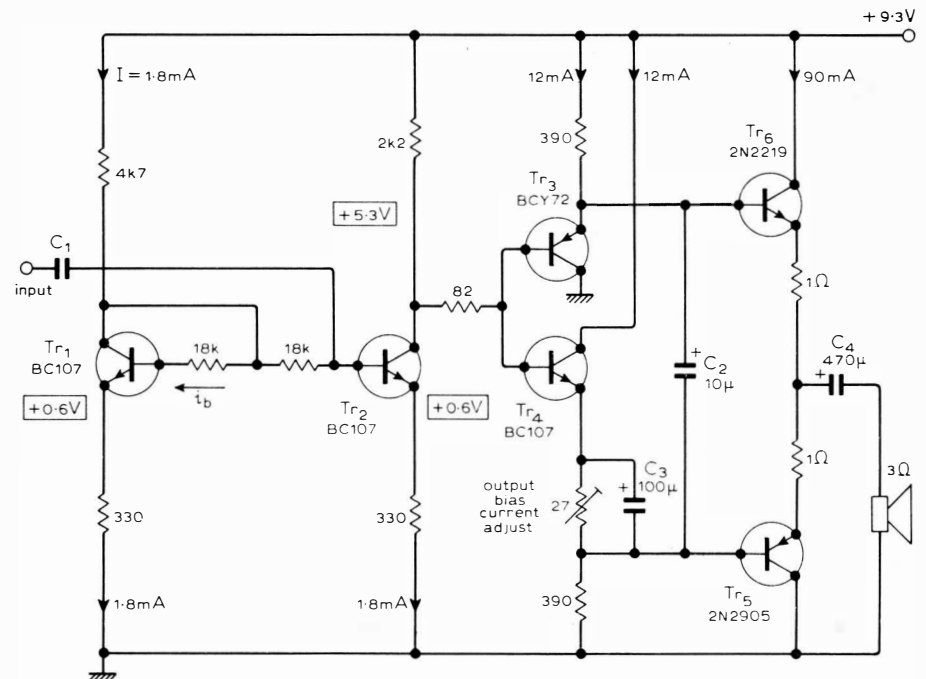 +9·3V
I = 1·8mA
12mA
12mA
90mA
390
2k2
4k7
Tr6
2N2219
Tr3
BCY72
+5·3V
C1
input
82
1Ω
18k
18k
C4
470µ
+
Tr1
BC107
+
C2
10µ
ib
+0·6V
Tr2
BC107
+0·6V
Tr4
BC107
1Ω
C3
+ 100µ
3Ω
output
bias
current
adjust
27
330
330
390
Tr5
2N2905
1·8mA
1·8mA